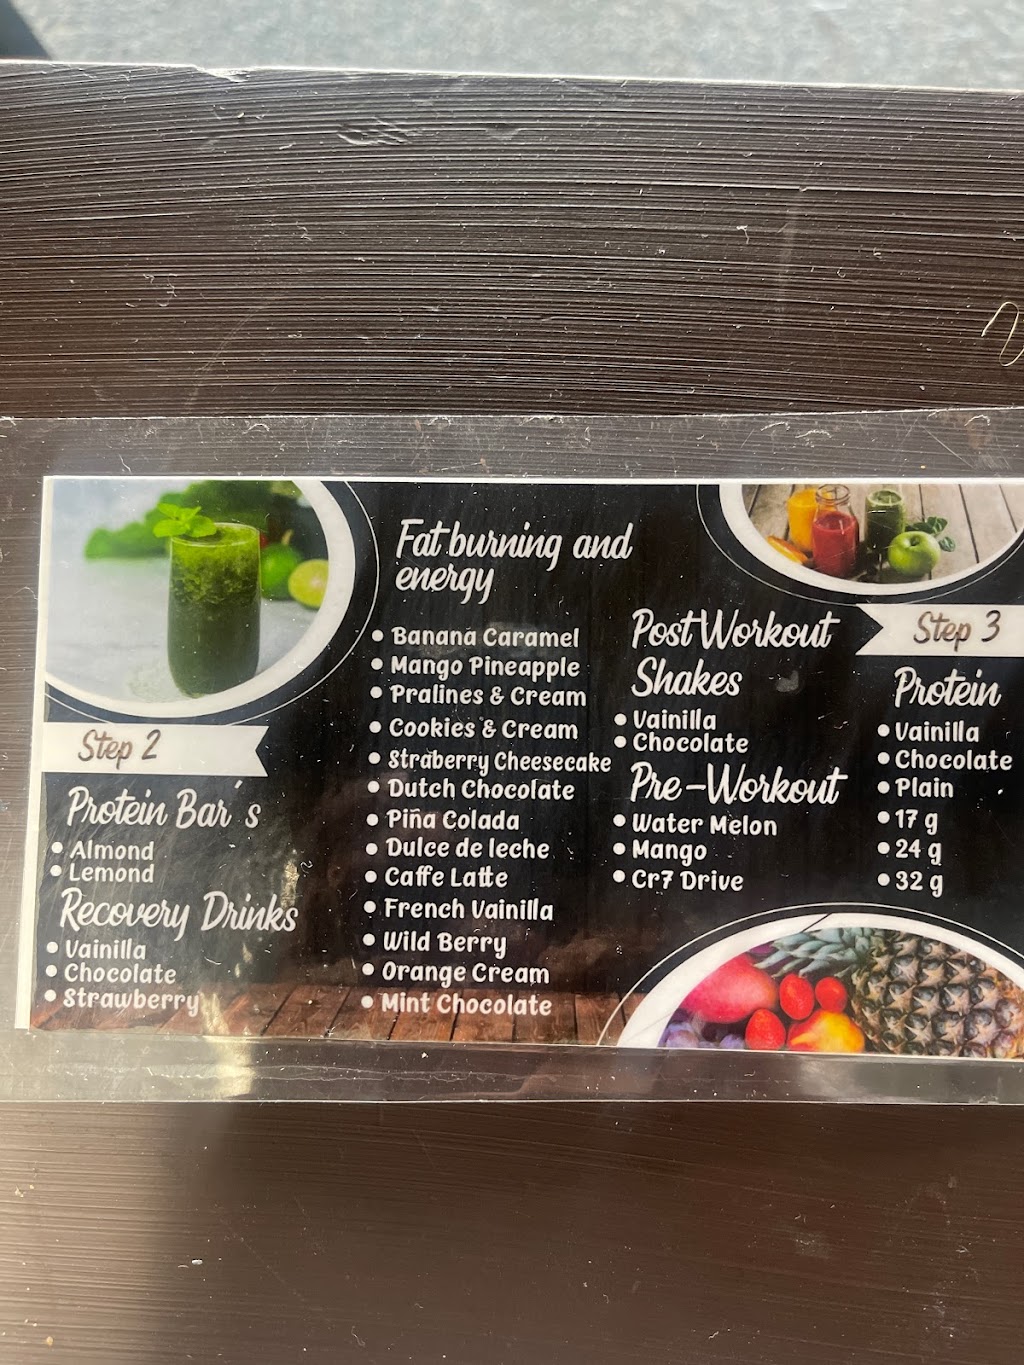 Step 2
Protein Bar´s
Almond
Lemond
Recovery Drinks
Vainilla
Chocolate
Strawberry
Fat burning and
energy
Banana Caramel
Mango Pineapple
Pralines & Cream
Cookies & Cream
Straberry Cheesecake
Dutch Chocolate
Piña Colada
Dulce de leche
Caffe Latte
French Vainilla
Wild Berry
Orange Cream
Mint Chocolate
Post Workout
Shakes
Vainilla
Chocolate
Pre-Workout
Water Melon
Mango
Cr7 Drive
Step 3
Protein
Vainilla
Chocolate
Plain
17 g
24 g
32 g